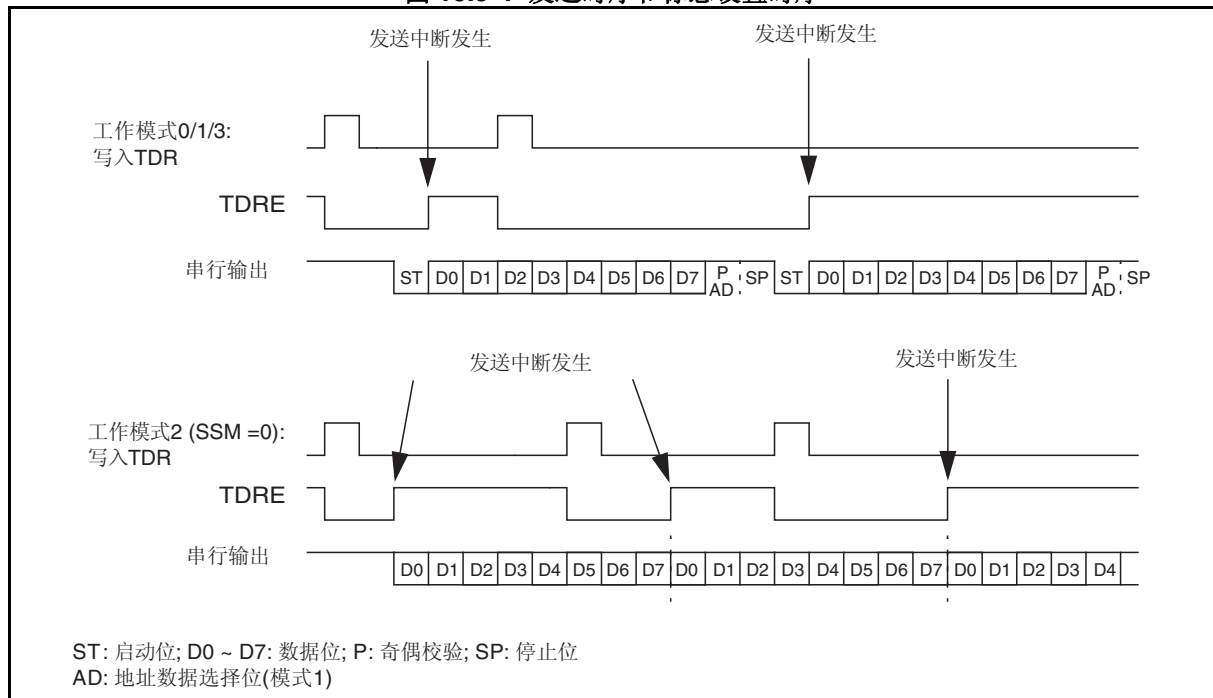 发送中断发生 发送中断发生
工作模式0/1/3:
写入TDR
TDRE
串行输出 ST D0 D1 D2 D3 D4 D5 D6 D7 P AD SP ST D0 D1 D2 D3 D4 D5 D6 D7 P AD SP
发送中断发生 发送中断发生
工作模式2 (SSM =0):
写入TDR
TDRE
串行输出 D0 D1 D2 D3 D4 D5 D6 D7 D0 D1 D2 D3 D4 D5 D6 D7 D0 D1 D2 D3 D4
ST: 启动位; D0 ~ D7: 数据位; P: 奇偶校验; SP: 停止位
AD: 地址数据选择位(模式1)